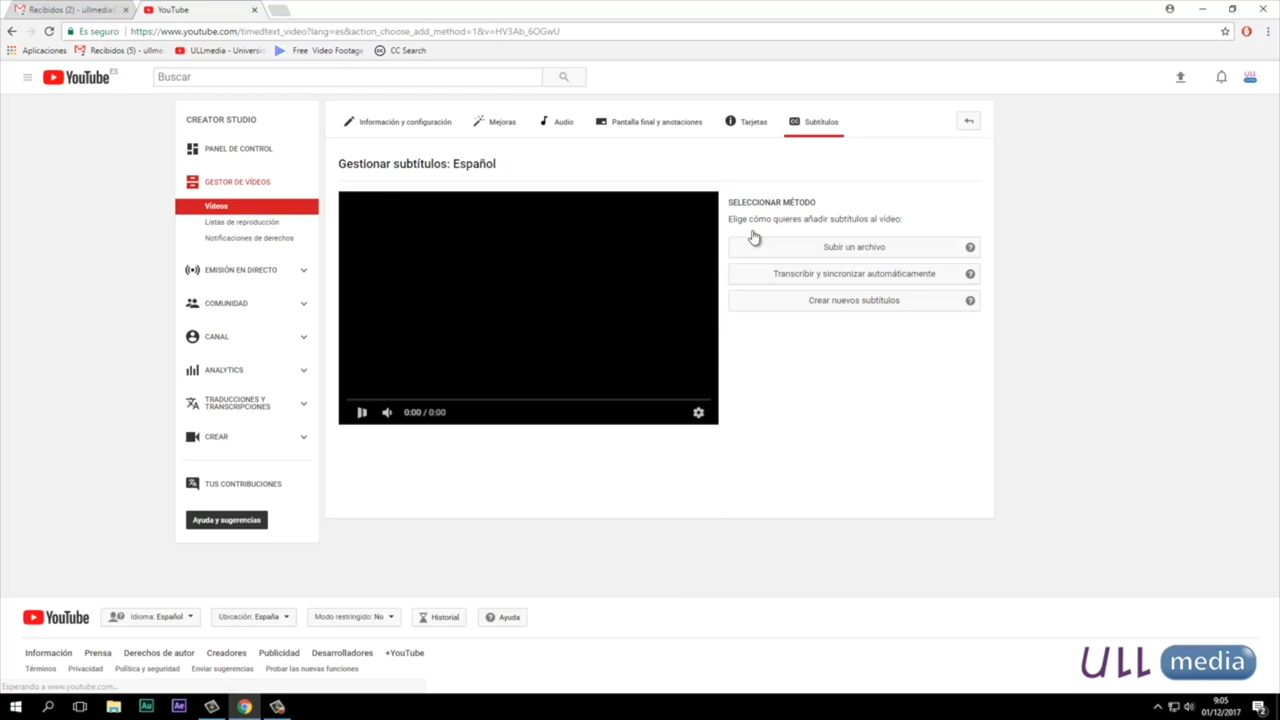 Recibidos (2) - ullmedia@
YouTube
Es seguro
https://www.youtube.com/timedtext_video?lang=es&action_choose_add_method=1&v=HV3Ab_6OGwU
Aplicaciones
Recibidos (2) - ullme
ULLmedia - Universi
Free Video Footage
CC Search
YouTube ES
Buscar
CREATOR STUDIO
PANEL DE CONTROL
GESTOR DE VÍDEOS
Vídeos
Listas de reproducción
Notificaciones de derechos
EMISIÓN EN DIRECTO
COMUNIDAD
CANAL
ANALYTICS
TRADUCCIONES Y
TRANSCRIPCIONES
CREAR
TUS CONTRIBUCIONES
Ayuda y sugerencias
Información y configuración
Mejoras
Audio
Pantalla final y anotaciones
Tarjetas
Subtítulos
Gestionar subtítulos: Español
0:00 / 0:00
SELECCIONAR MÉTODO
Elige cómo quieres añadir subtítulos al vídeo:
Subir un archivo
Transcribir y sincronizar automáticamente
Crear nuevos subtítulos
YouTube
Idioma: Español
Ubicación: España
Modo restringido: No
Historial
Ayuda
Información Prensa Derechos de autor Creadores Publicidad Desarrolladores +YouTube
Términos Privacidad Política y seguridad Enviar sugerencias Probar las nuevas funciones
ULL media
Esperando a www.youtube.com...
Au
Ae
9:05
01/12/2017
2